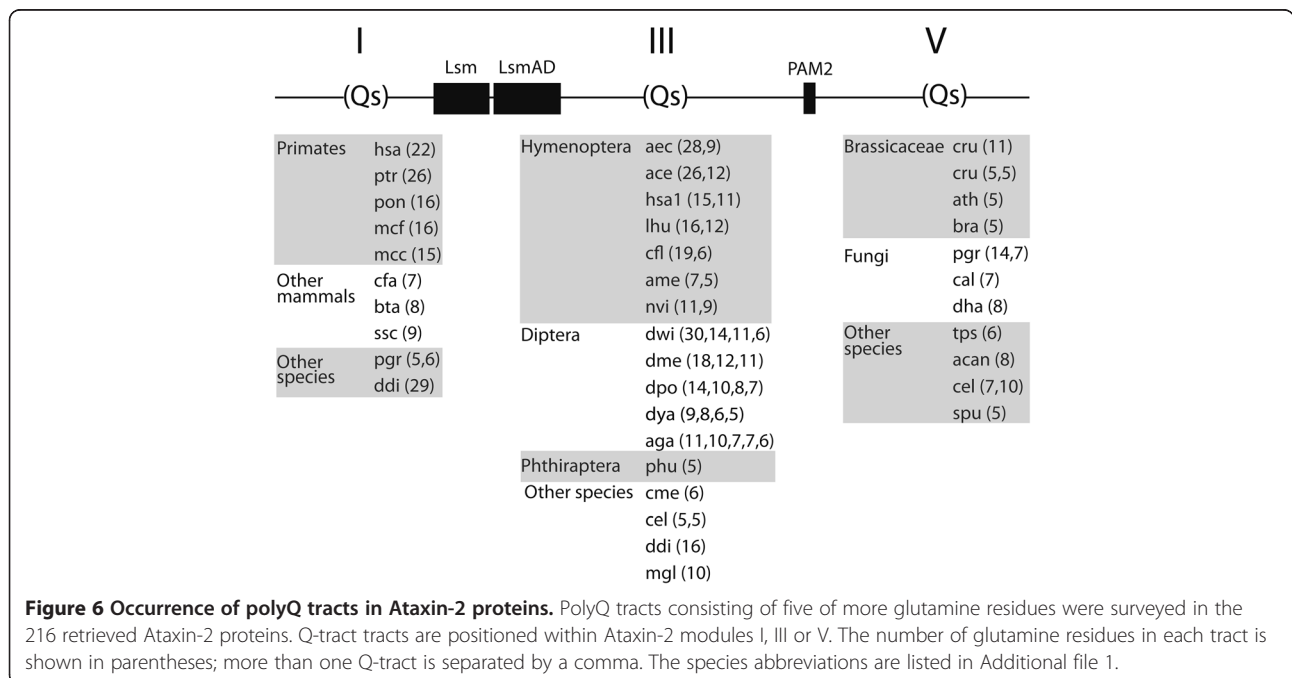 I III V
Lsm LsmAD PAM2
(Qs) (Qs) (Qs)
Primates hsa (22)
ptr (26)
pon (16)
mcf (16)
mcc (15)
Other mammals cfa (7)
bta (8)
ssc (9)
Other species pgr (5,6)
ddi (29)
Hymenoptera aec (28,9)
ace (26,12)
hsa1 (15,11)
lhu (16,12)
cfl (19,6)
ame (7,5)
nvi (11,9)
Diptera dwi (30,14,11,6)
dme (18,12,11)
dpo (14,10,8,7)
dya (9,8,6,5)
aga (11,10,7,7,6)
Phthiraptera phu (5)
Other species cme (6)
cel (5,5)
ddi (16)
mgl (10)
Brassicaceae cru (11)
cru (5,5)
ath (5)
bra (5)
Fungi pgr (14,7)
cal (7)
dha (8)
Other species tps (6)
acan (8)
cel (7,10)
spu (5)
Figure 6 Occurrence of polyQ tracts in Ataxin-2 proteins. PolyQ tracts consisting of five of more glutamine residues were surveyed in the
216 retrieved Ataxin-2 proteins. Q-tract tracts are positioned within Ataxin-2 modules I, III or V. The number of glutamine residues in each tract is
shown in parentheses; more than one Q-tract is separated by a comma. The species abbreviations are listed in Additional file 1.